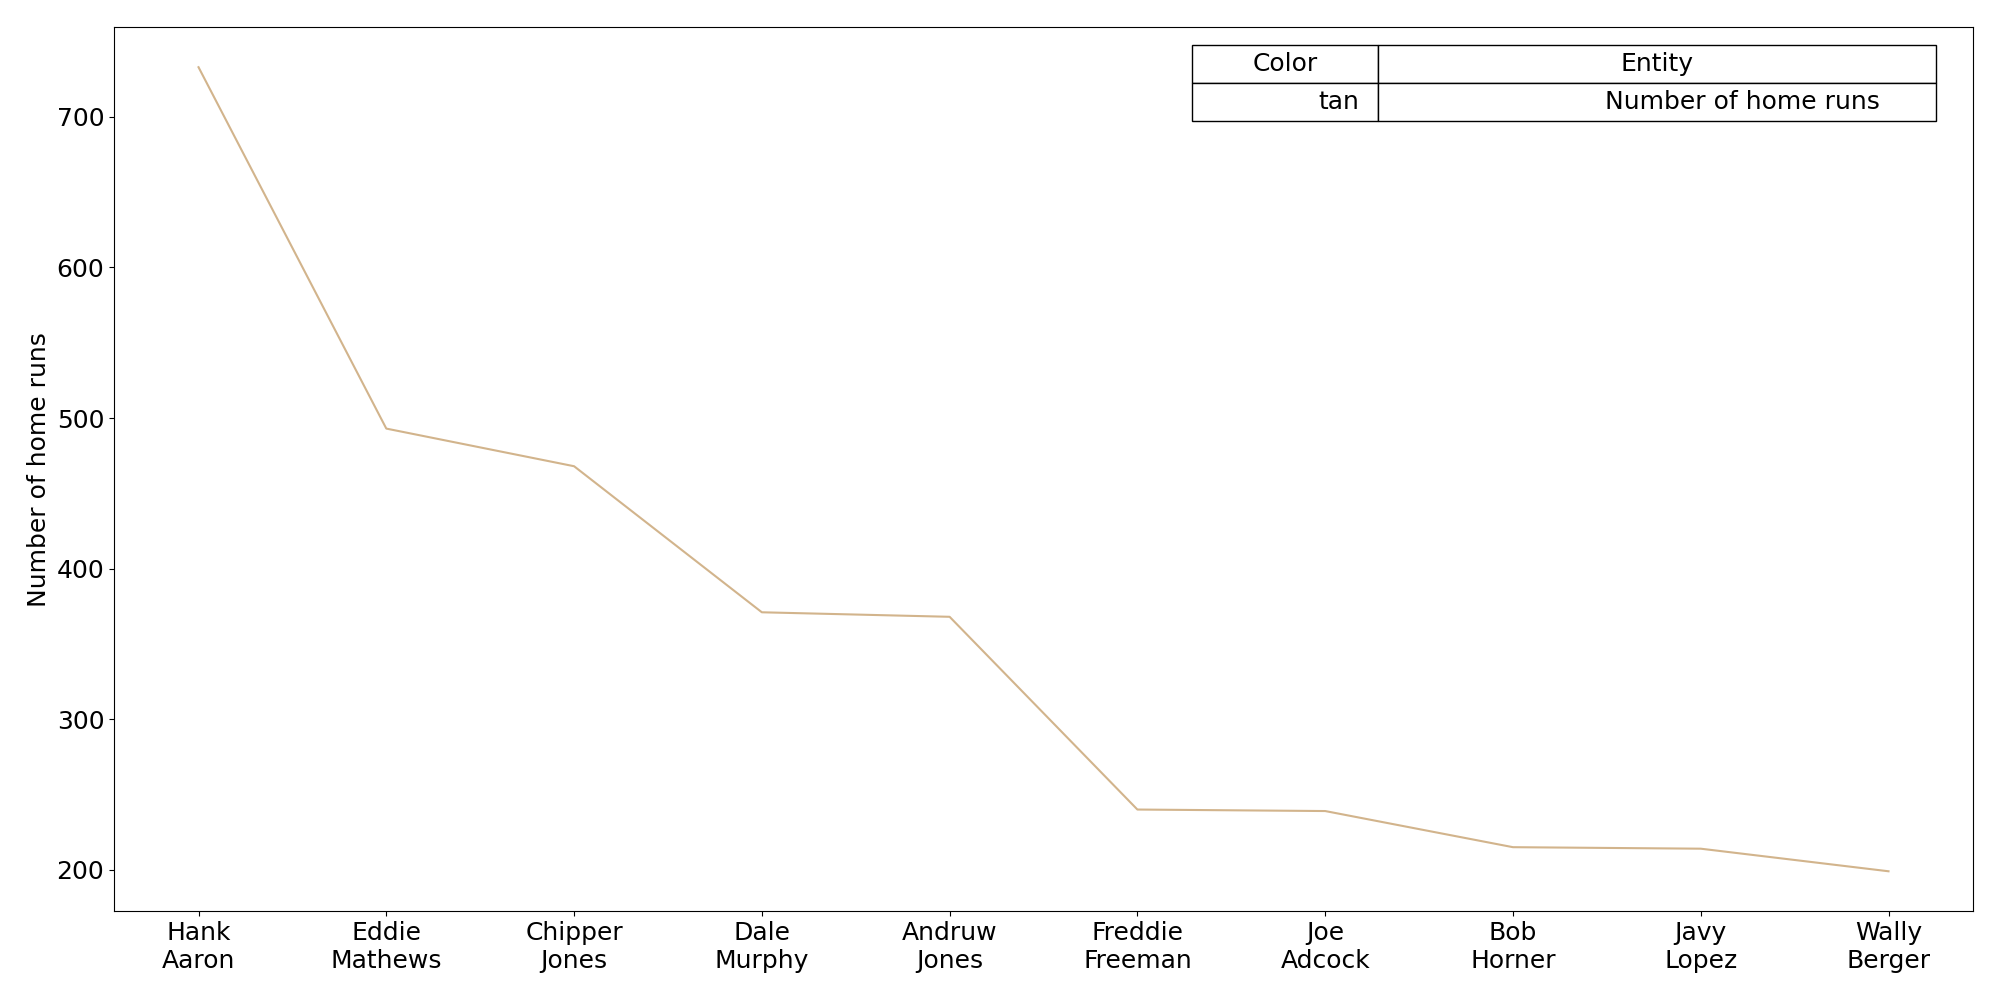 Color Entity
tan Number of home runs
Number of home runs
700
600
500
400
300
200
Hank Eddie Chipper Dale Andruw Freddie Joe Bob Javy Wally
Aaron Mathews Jones Murphy Jones Freeman Adcock Horner Lopez Berger